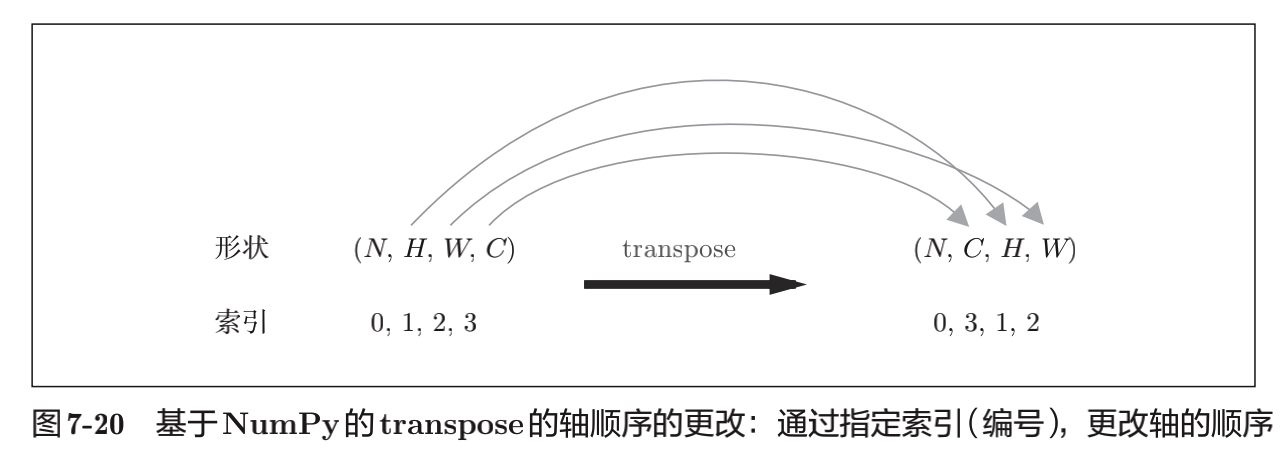 形状 (N, H, W, C) transpose (N, C, H, W)
索引 0, 1, 2, 3 0, 3, 1, 2
图7-20 基于NumPy的transpose的轴顺序的更改：通过指定索引（编号），更改轴的顺序